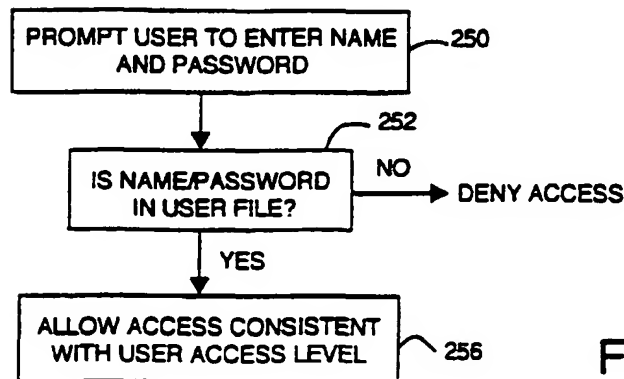 PROMPT USER TO ENTER NAME
AND PASSWORD
250
252
IS NAME/PASSWORD
IN USER FILE?
NO
DENY ACCESS
YES
ALLOW ACCESS CONSISTENT
WITH USER ACCESS LEVEL
256
F